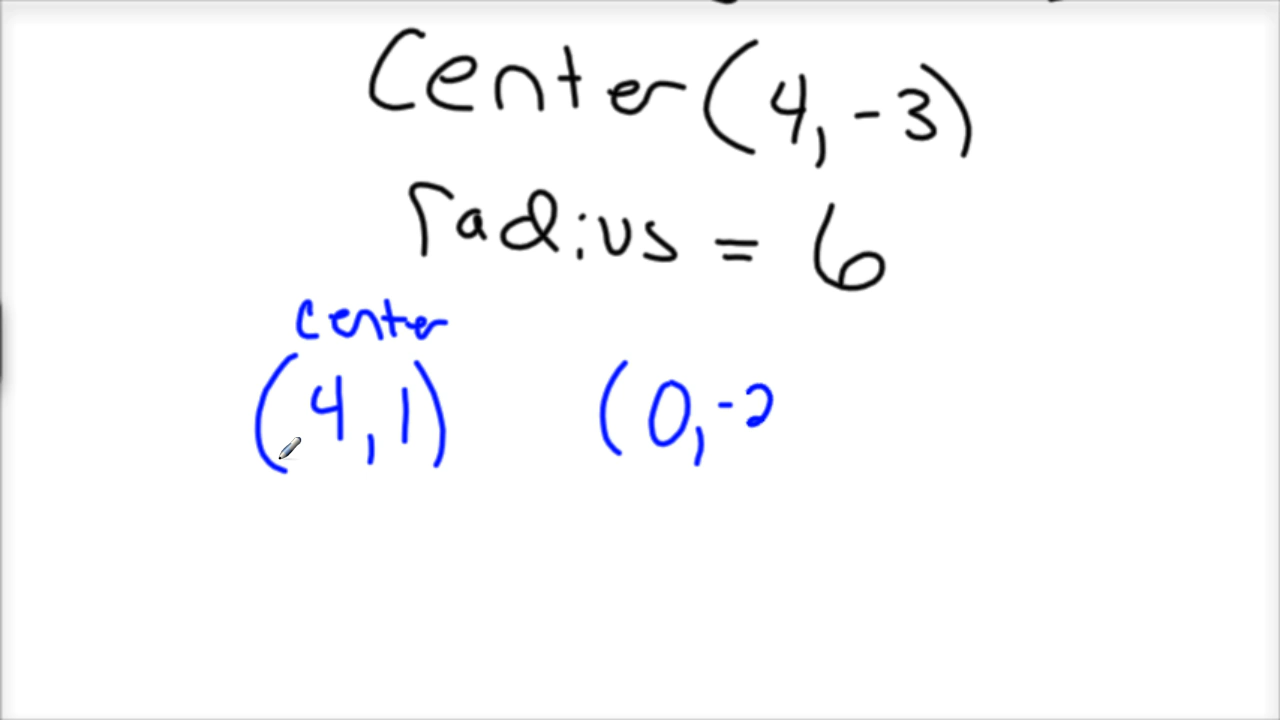 Center (4, -3)
radius = 6
center
(4, 1) (0, -2